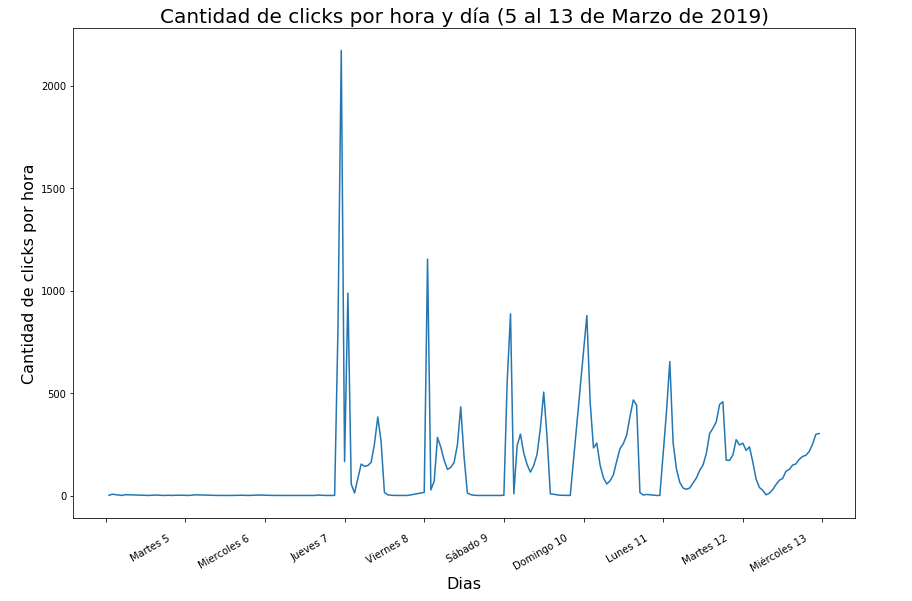 Cantidad de clicks por hora y día (5 al 13 de Marzo de 2019)
Cantidad de clicks por hora
2000
1500
1000
500
0
Martes 5
Miercoles 6
Jueves 7
Viernes 8
Sábado 9
Domingo 10
Lunes 11
Martes 12
Miércoles 13
Dias